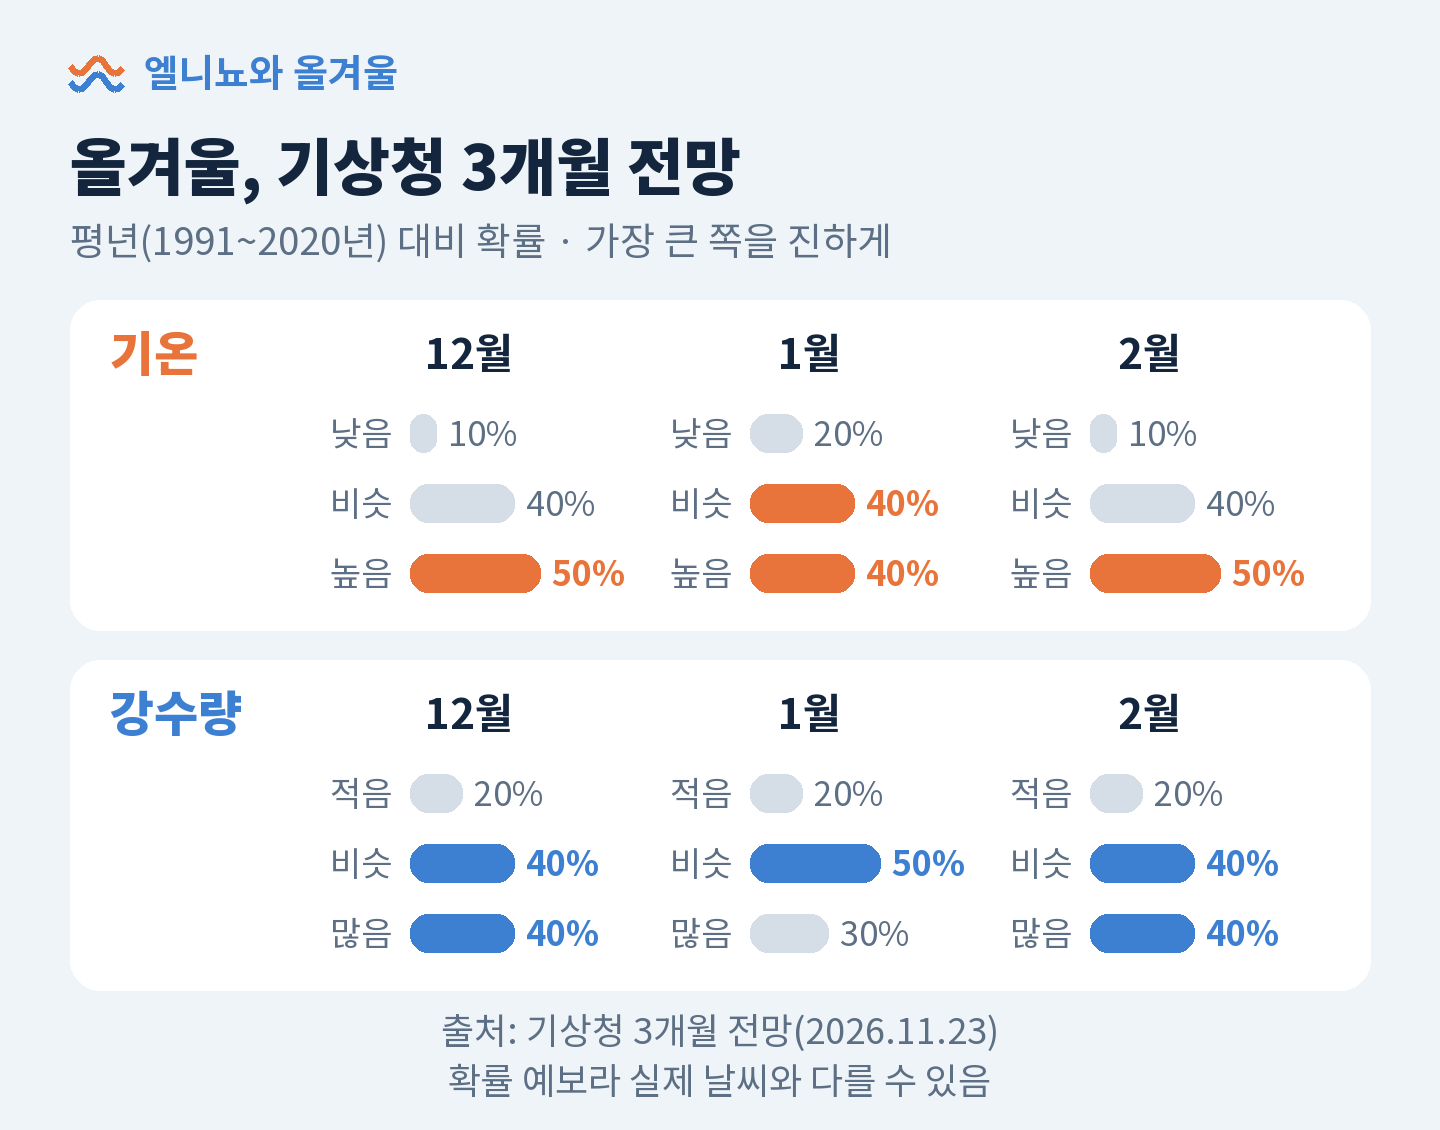 엘니뇨와 올겨울
올겨울, 기상청 3개월 전망
평년(1991~2020년) 대비 확률 · 가장 큰 쪽을 진하게
기온 12월 1월 2월
낮음 10% 낮음 20% 낮음 10%
비슷 40% 비슷 40% 비슷 40%
높음 50% 높음 40% 높음 50%
강수량 12월 1월 2월
적음 20% 적음 20% 적음 20%
비슷 40% 비슷 50% 비슷 40%
많음 40% 많음 30% 많음 40%
출처: 기상청 3개월 전망(2026.11.23)
확률 예보라 실제 날씨와 다를 수 있음